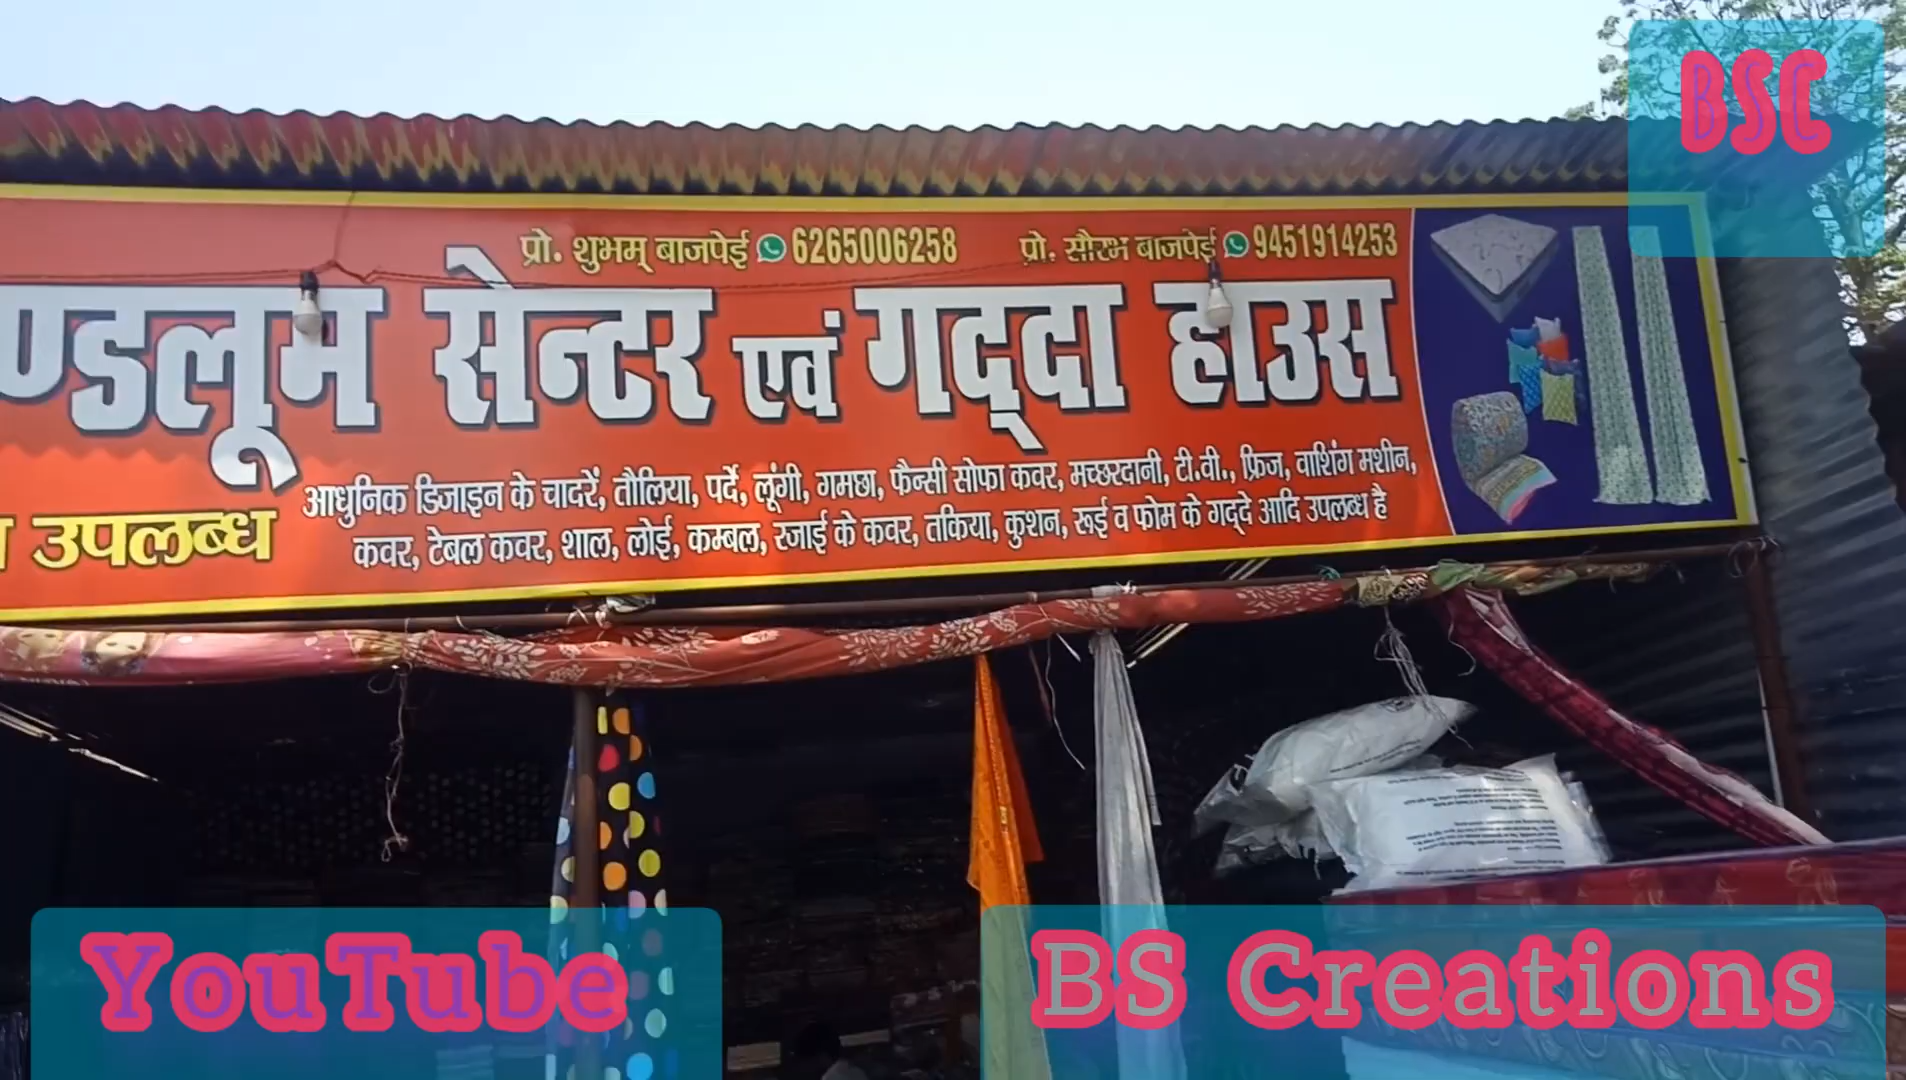 BSC
प्रो. शुभम् बाजपेई 6265006258 प्रो. सौरभ बाजपेई 9451914253
ण्डलूम सेन्टर एवं गद्दा हाउस
आधुनिक डिजाइन के चादरें, तौलिया, पर्दे, लूंगी, गमछा, फैन्सी सोफा कवर, मच्छरदानी, टी.वी., फ्रिज, वाशिंग मशीन,
उपलब्ध कवर, टेबल कवर, शाल, लोई, कम्बल, रजाई के कवर, तकिया, कुशन, रूई व फोम के गद्दे आदि उपलब्ध है
YouTube BS Creations